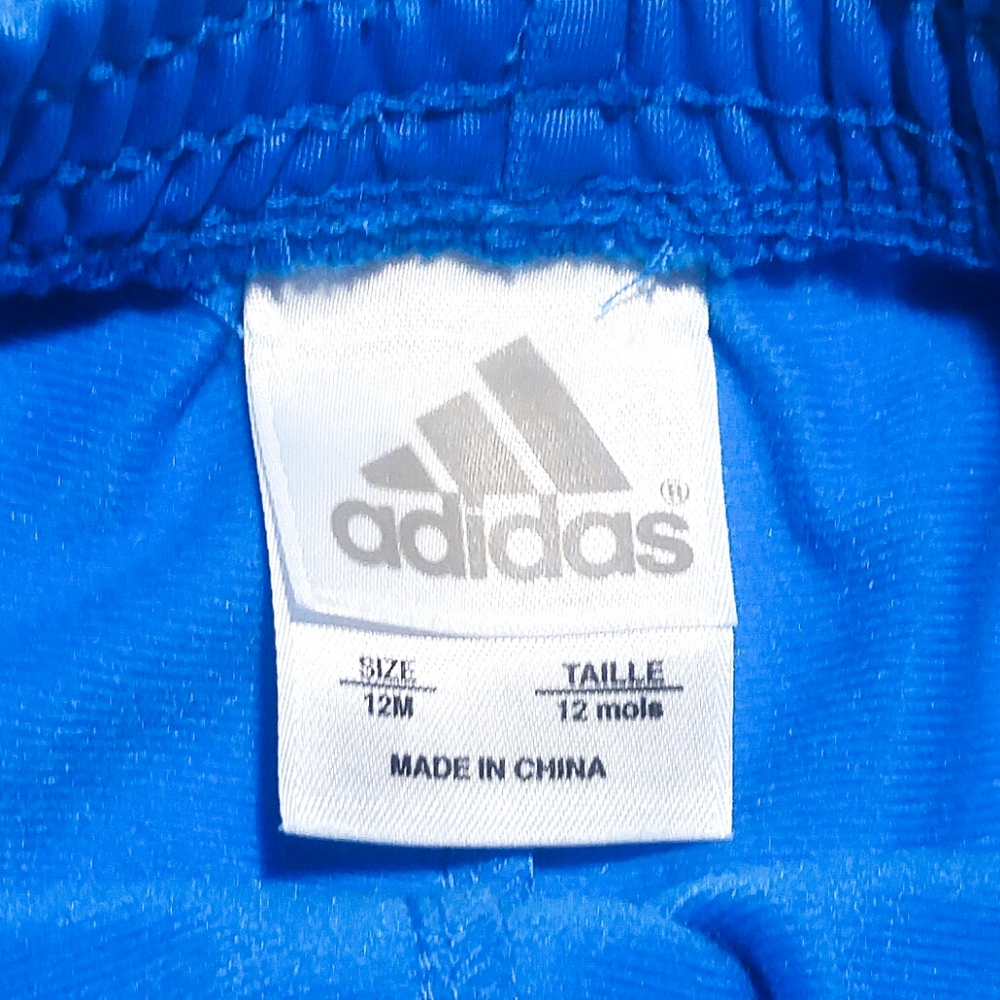 adidas®
SIZE TAILLE
12M 12 mois
MADE IN CHINA